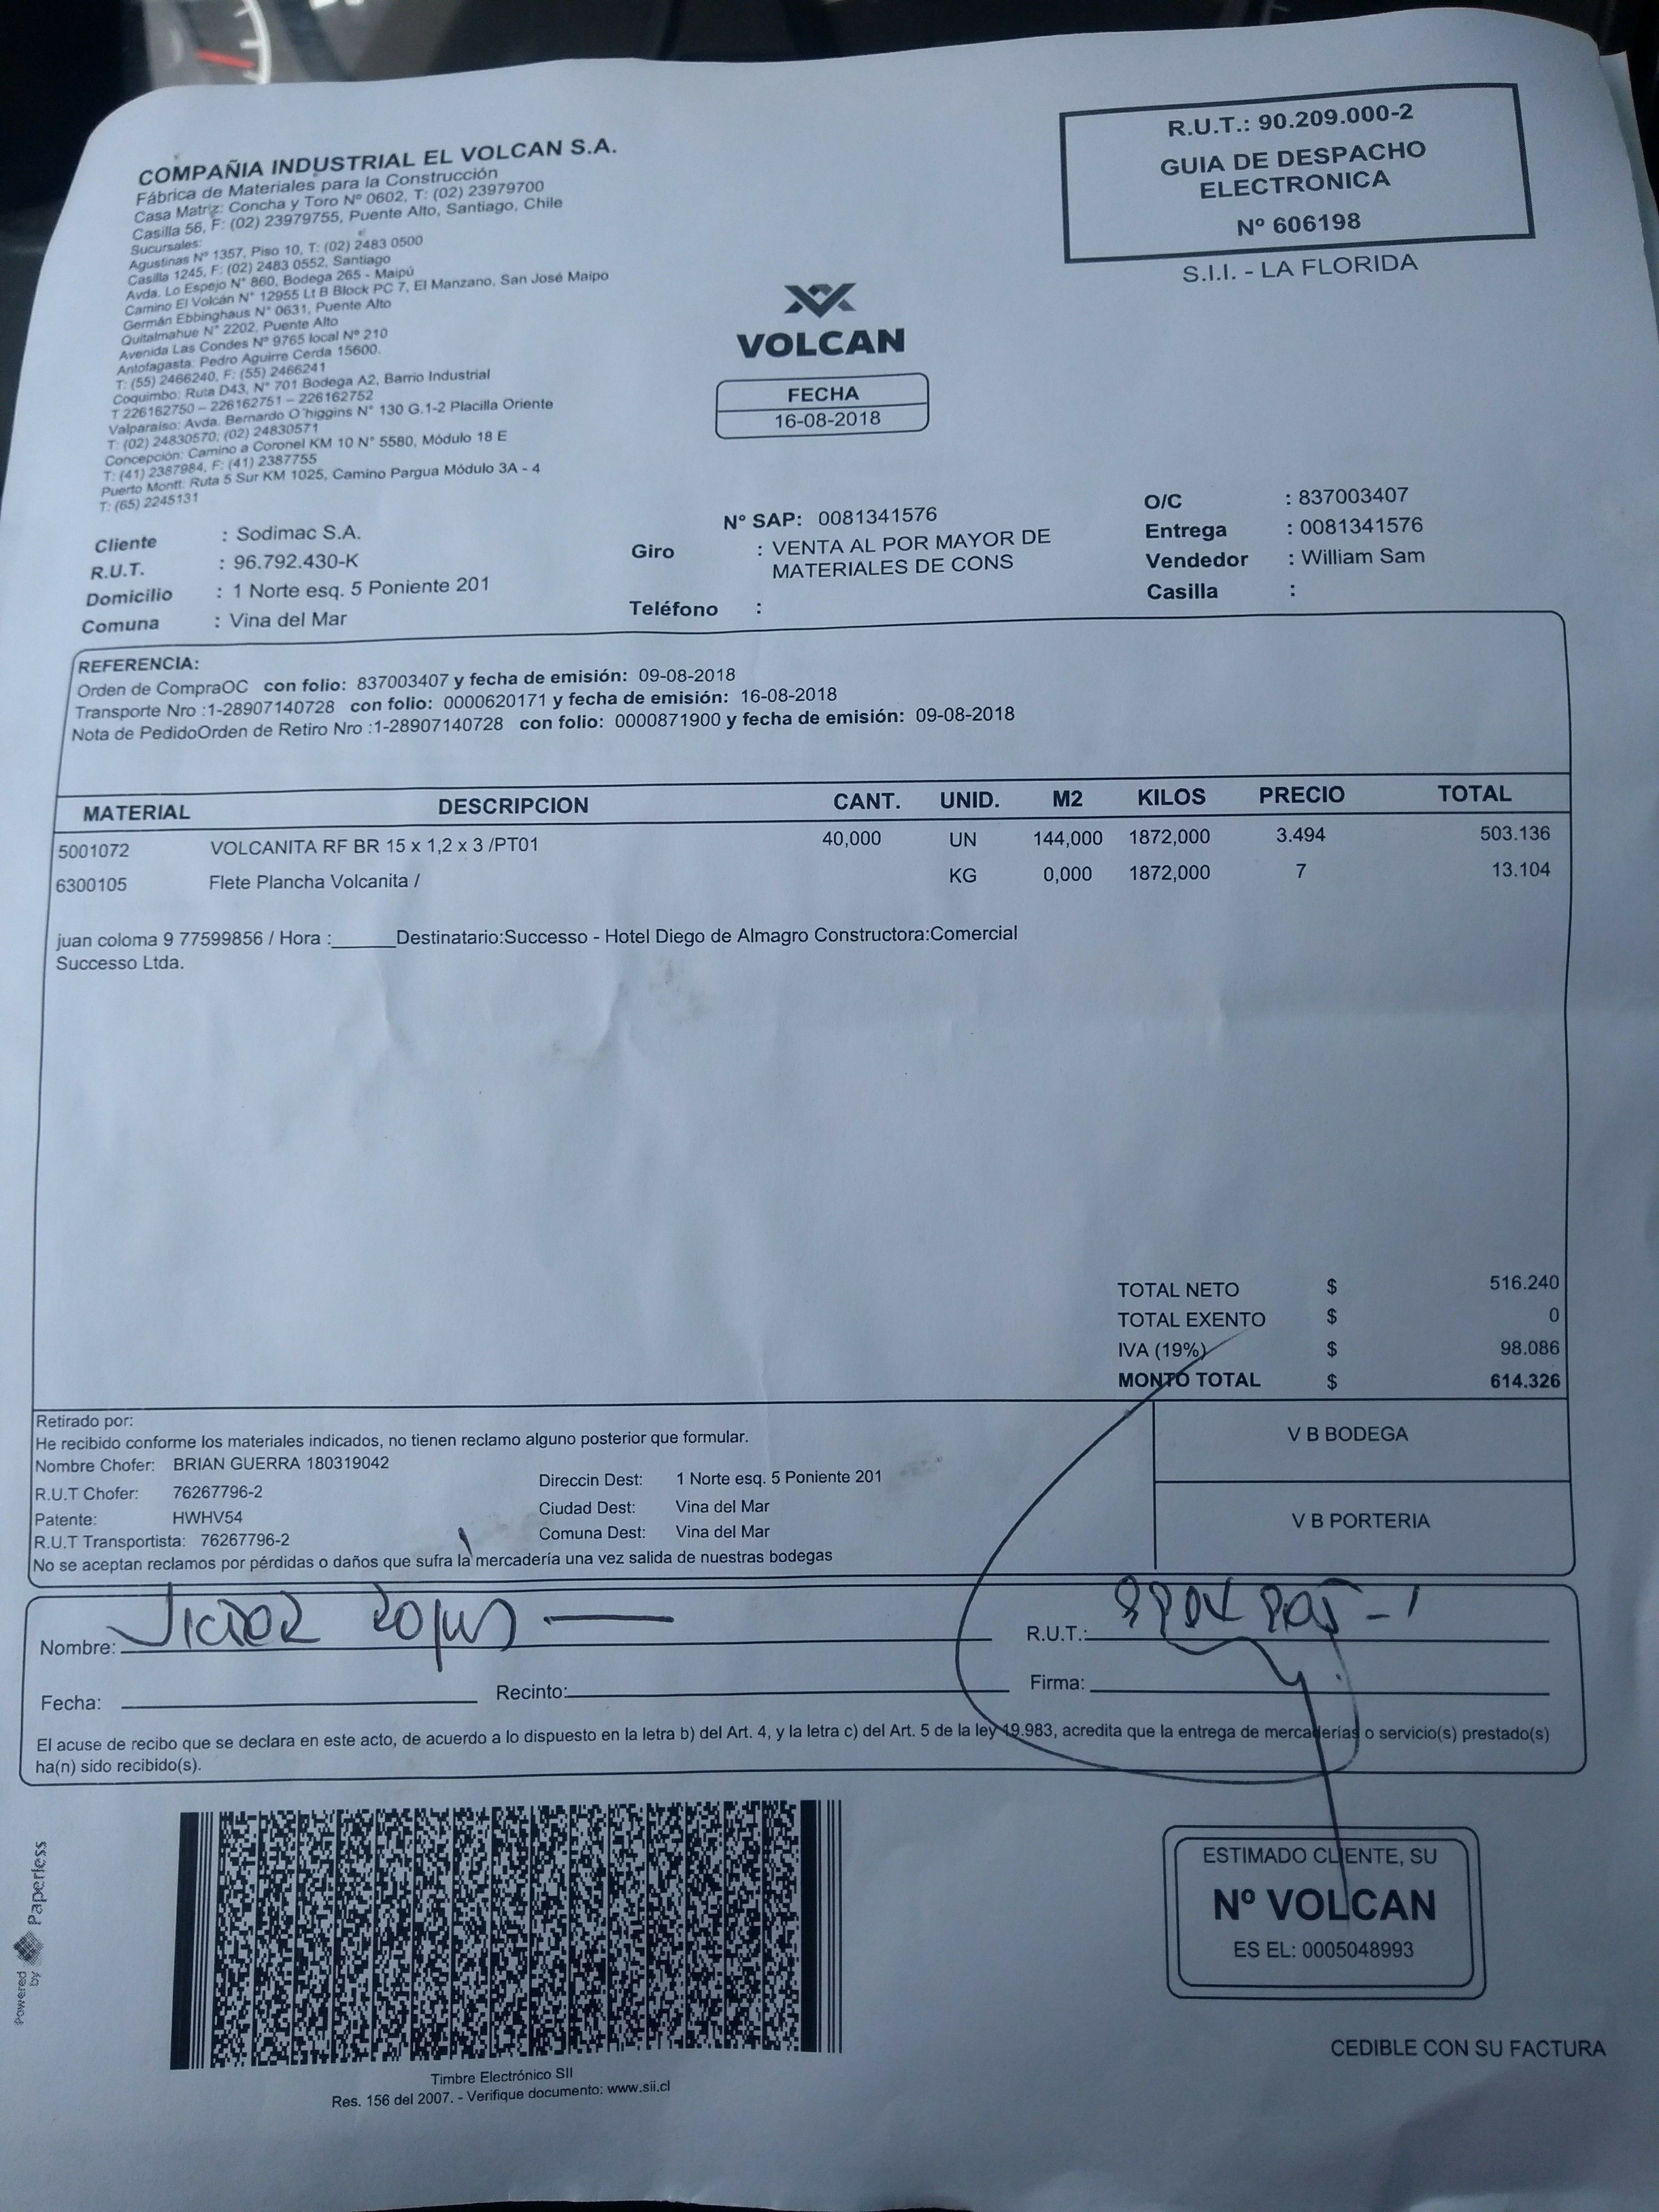 COMPAÑIA INDUSTRIAL EL VOLCAN S.A.
Fábrica de Materiales para la Construcción
Casa Matriz: Concha y Toro Nº 0602, T: (02) 23979700
Casilla 56, F: (02) 23979755, Puente Alto, Santiago, Chile
Sucursales:
Agustinas N° 1357, Piso 10, T: (02) 2483 0500
Casilla 1245, F: (02) 2483 0552, Santiago
Avda. Lo Espejo N° 860, Bodega 265 - Maipú
Camino El Volcán N° 12955 Lt B Block PC 7, El Manzano, San José Maipo
Germán Ebbinghaus N° 0631, Puente Alto
Quitalmahue N° 2202, Puente Alto
Avenida Las Condes Nº 9765 local Nº 210
Antofagasta: Pedro Aguirre Cerda 15600.
T: (55) 2466240, F: (55) 2466241
Coquimbo: Ruta D43, N° 701 Bodega A2, Barrio Industrial
T 226162750 – 226162751 – 226162752
Valparaíso: Avda. Bernardo O´higgins N° 130 G.1-2 Placilla Oriente
T: (02) 24830570; (02) 24830571
Concepción: Camino a Coronel KM 10 N° 5580, Módulo 18 E
T: (41) 2387984, F: (41) 2387755
Puerto Montt: Ruta 5 Sur KM 1025, Camino Pargua Módulo 3A - 4
T: (65) 2245131
R.U.T.: 90.209.000-2
GUIA DE DESPACHO
ELECTRONICA
Nº 606198
S.I.I. - LA FLORIDA
VOLCAN
FECHA
16-08-2018
Cliente : Sodimac S.A.
R.U.T. : 96.792.430-K
Domicilio : 1 Norte esq. 5 Poniente 201
Comuna : Vina del Mar
Nº SAP: 0081341576
Giro : VENTA AL POR MAYOR DE
MATERIALES DE CONS
Teléfono :
O/C : 837003407
Entrega : 0081341576
Vendedor : William Sam
Casilla :
REFERENCIA:
Orden de CompraOC con folio: 837003407 y fecha de emisión: 09-08-2018
Transporte Nro :1-28907140728 con folio: 0000620171 y fecha de emisión: 16-08-2018
Nota de PedidoOrden de Retiro Nro :1-28907140728 con folio: 0000871900 y fecha de emisión: 09-08-2018
MATERIAL DESCRIPCION CANT. UNID. M2 KILOS PRECIO TOTAL
5001072 VOLCANITA RF BR 15 x 1,2 x 3 /PT01 40,000 UN 144,000 1872,000 3.494 503.136
6300105 Flete Plancha Volcanita / KG 0,000 1872,000 7 13.104
juan coloma 9 77599856 / Hora :______Destinatario:Successo - Hotel Diego de Almagro Constructora:Comercial
Successo Ltda.
TOTAL NETO $ 516.240
TOTAL EXENTO $ 0
IVA (19%) $ 98.086
MONTO TOTAL $ 614.326
Retirado por:
He recibido conforme los materiales indicados, no tienen reclamo alguno posterior que formular.
Nombre Chofer: BRIAN GUERRA 180319042
R.U.T Chofer: 76267796-2
Patente: HWHV54
R.U.T Transportista: 76267796-2
Direccin Dest: 1 Norte esq. 5 Poniente 201
Ciudad Dest: Vina del Mar
Comuna Dest: Vina del Mar
No se aceptan reclamos por pérdidas o daños que sufra la mercadería una vez salida de nuestras bodegas
V B BODEGA
V B PORTERIA
Nombre: Victor Rojas
R.U.T.:
Fecha: Recinto: Firma:
El acuse de recibo que se declara en este acto, de acuerdo a lo dispuesto en la letra b) del Art. 4, y la letra c) del Art. 5 de la ley 19.983, acredita que la entrega de mercaderías o servicio(s) prestado(s)
ha(n) sido recibido(s).
Powered by Paperless
Timbre Electrónico SII
Res. 156 del 2007. - Verifique documento: www.sii.cl
ESTIMADO CLIENTE, SU
Nº VOLCAN
ES EL: 0005048993
CEDIBLE CON SU FACTURA